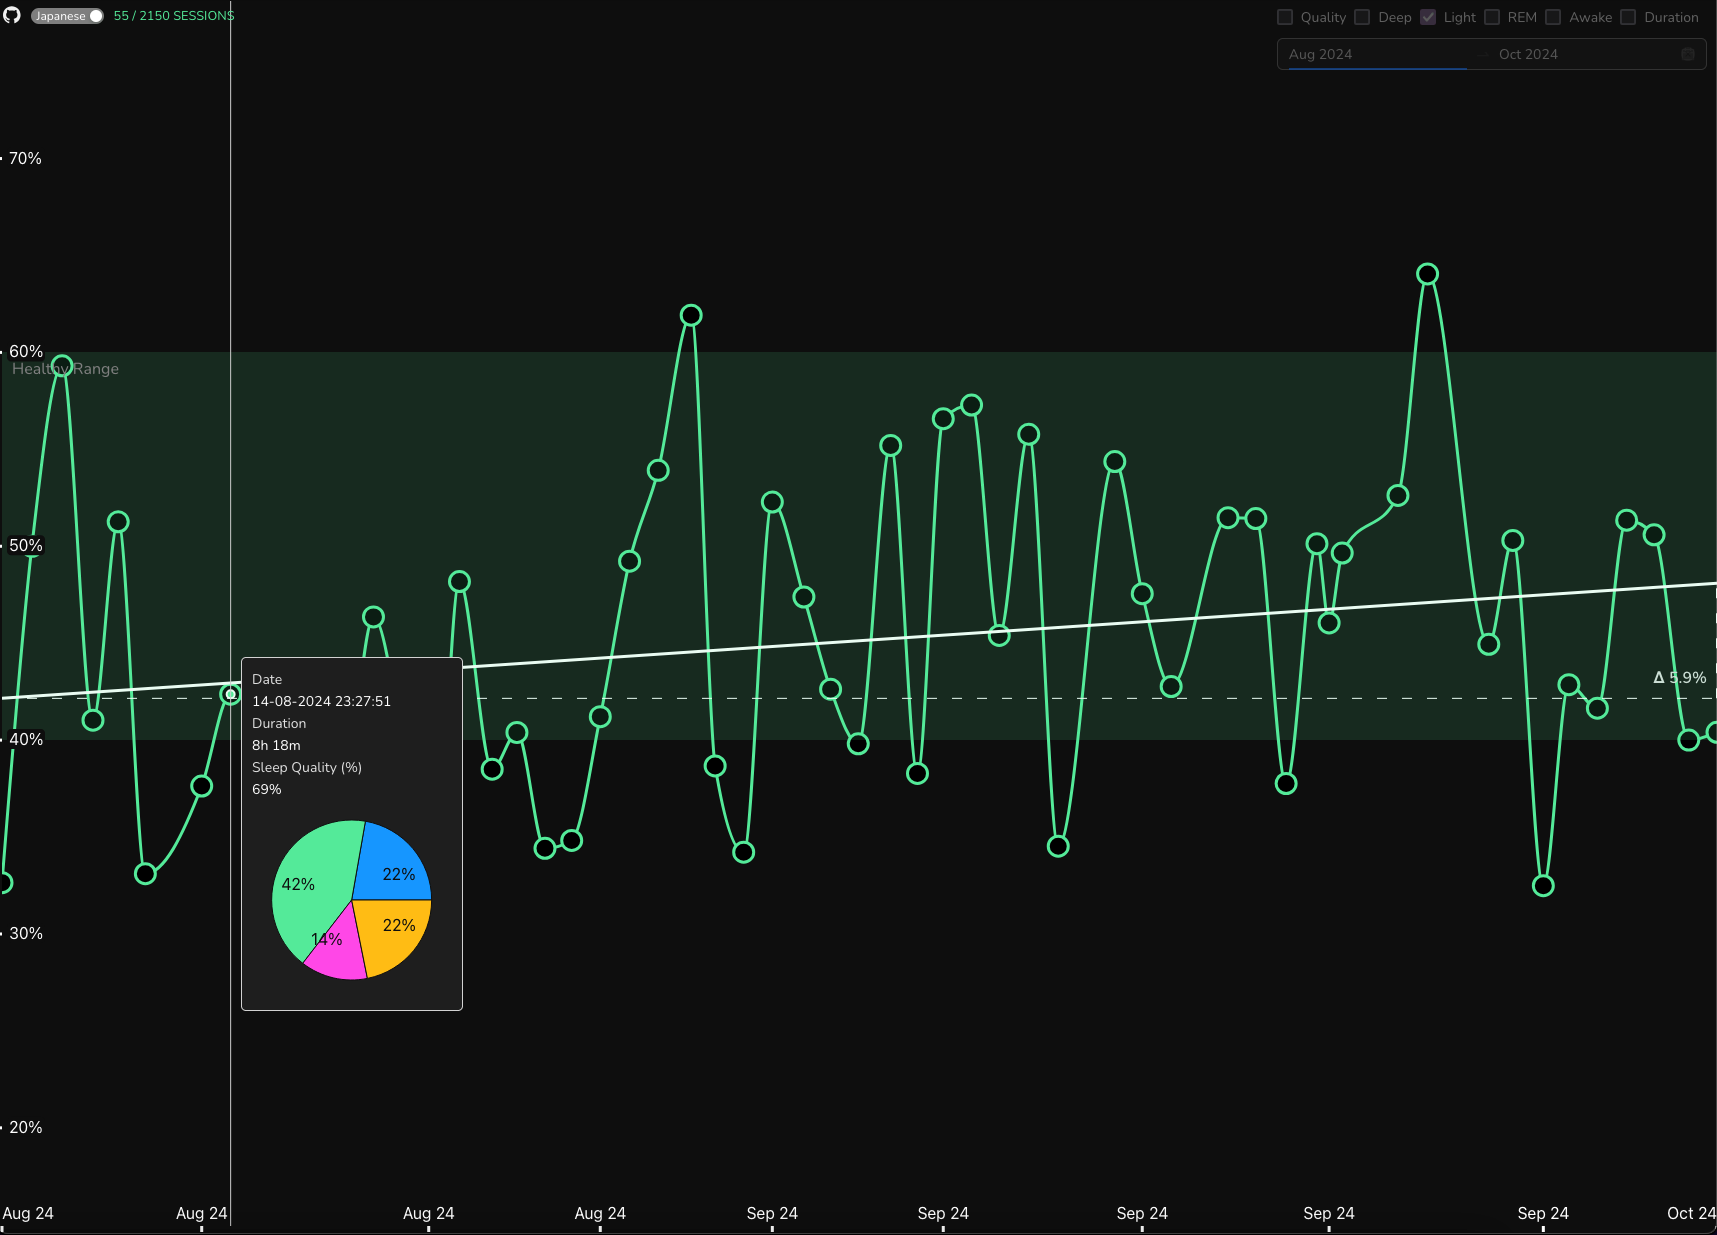 Japanese
55 / 2150 SESSIONS
Quality
Deep
Light
REM
Awake
Duration
Aug 2024
Oct 2024
70%
60%
Healthy Range
50%
40%
30%
20%
Δ 5.9%
Date
14-08-2024 23:27:51
Duration
8h 18m
Sleep Quality (%)
69%
42%
22%
14%
22%
Aug 24
Aug 24
Aug 24
Aug 24
Sep 24
Sep 24
Sep 24
Sep 24
Sep 24
Oct 24